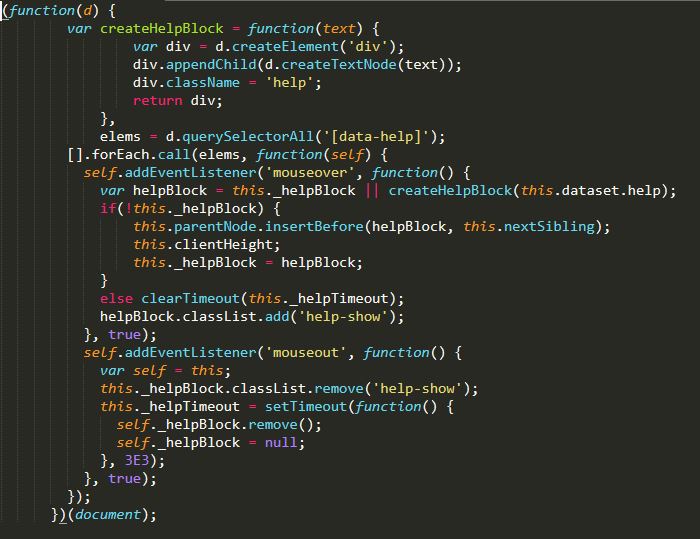 (function(d) {
        var createHelpBlock = function(text) {
                var div = d.createElement('div');
                div.appendChild(d.createTextNode(text));
                div.className = 'help';
                return div;
            },
            elems = d.querySelectorAll('[data-help]');
        [].forEach.call(elems, function(self) {
          self.addEventListener('mouseover', function() {
            var helpBlock = this._helpBlock || createHelpBlock(this.dataset.help);
            if(!this._helpBlock) {
                this.parentNode.insertBefore(helpBlock, this.nextSibling);
                this.clientHeight;
                this._helpBlock = helpBlock;
            }
            else clearTimeout(this._helpTimeout);
            helpBlock.classList.add('help-show');
          }, true);
          self.addEventListener('mouseout', function() {
            var self = this;
            this._helpBlock.classList.remove('help-show');
            this._helpTimeout = setTimeout(function() {
              self._helpBlock.remove();
              self._helpBlock = null;
            }, 3E3);
          }, true);
        });
      })(document);